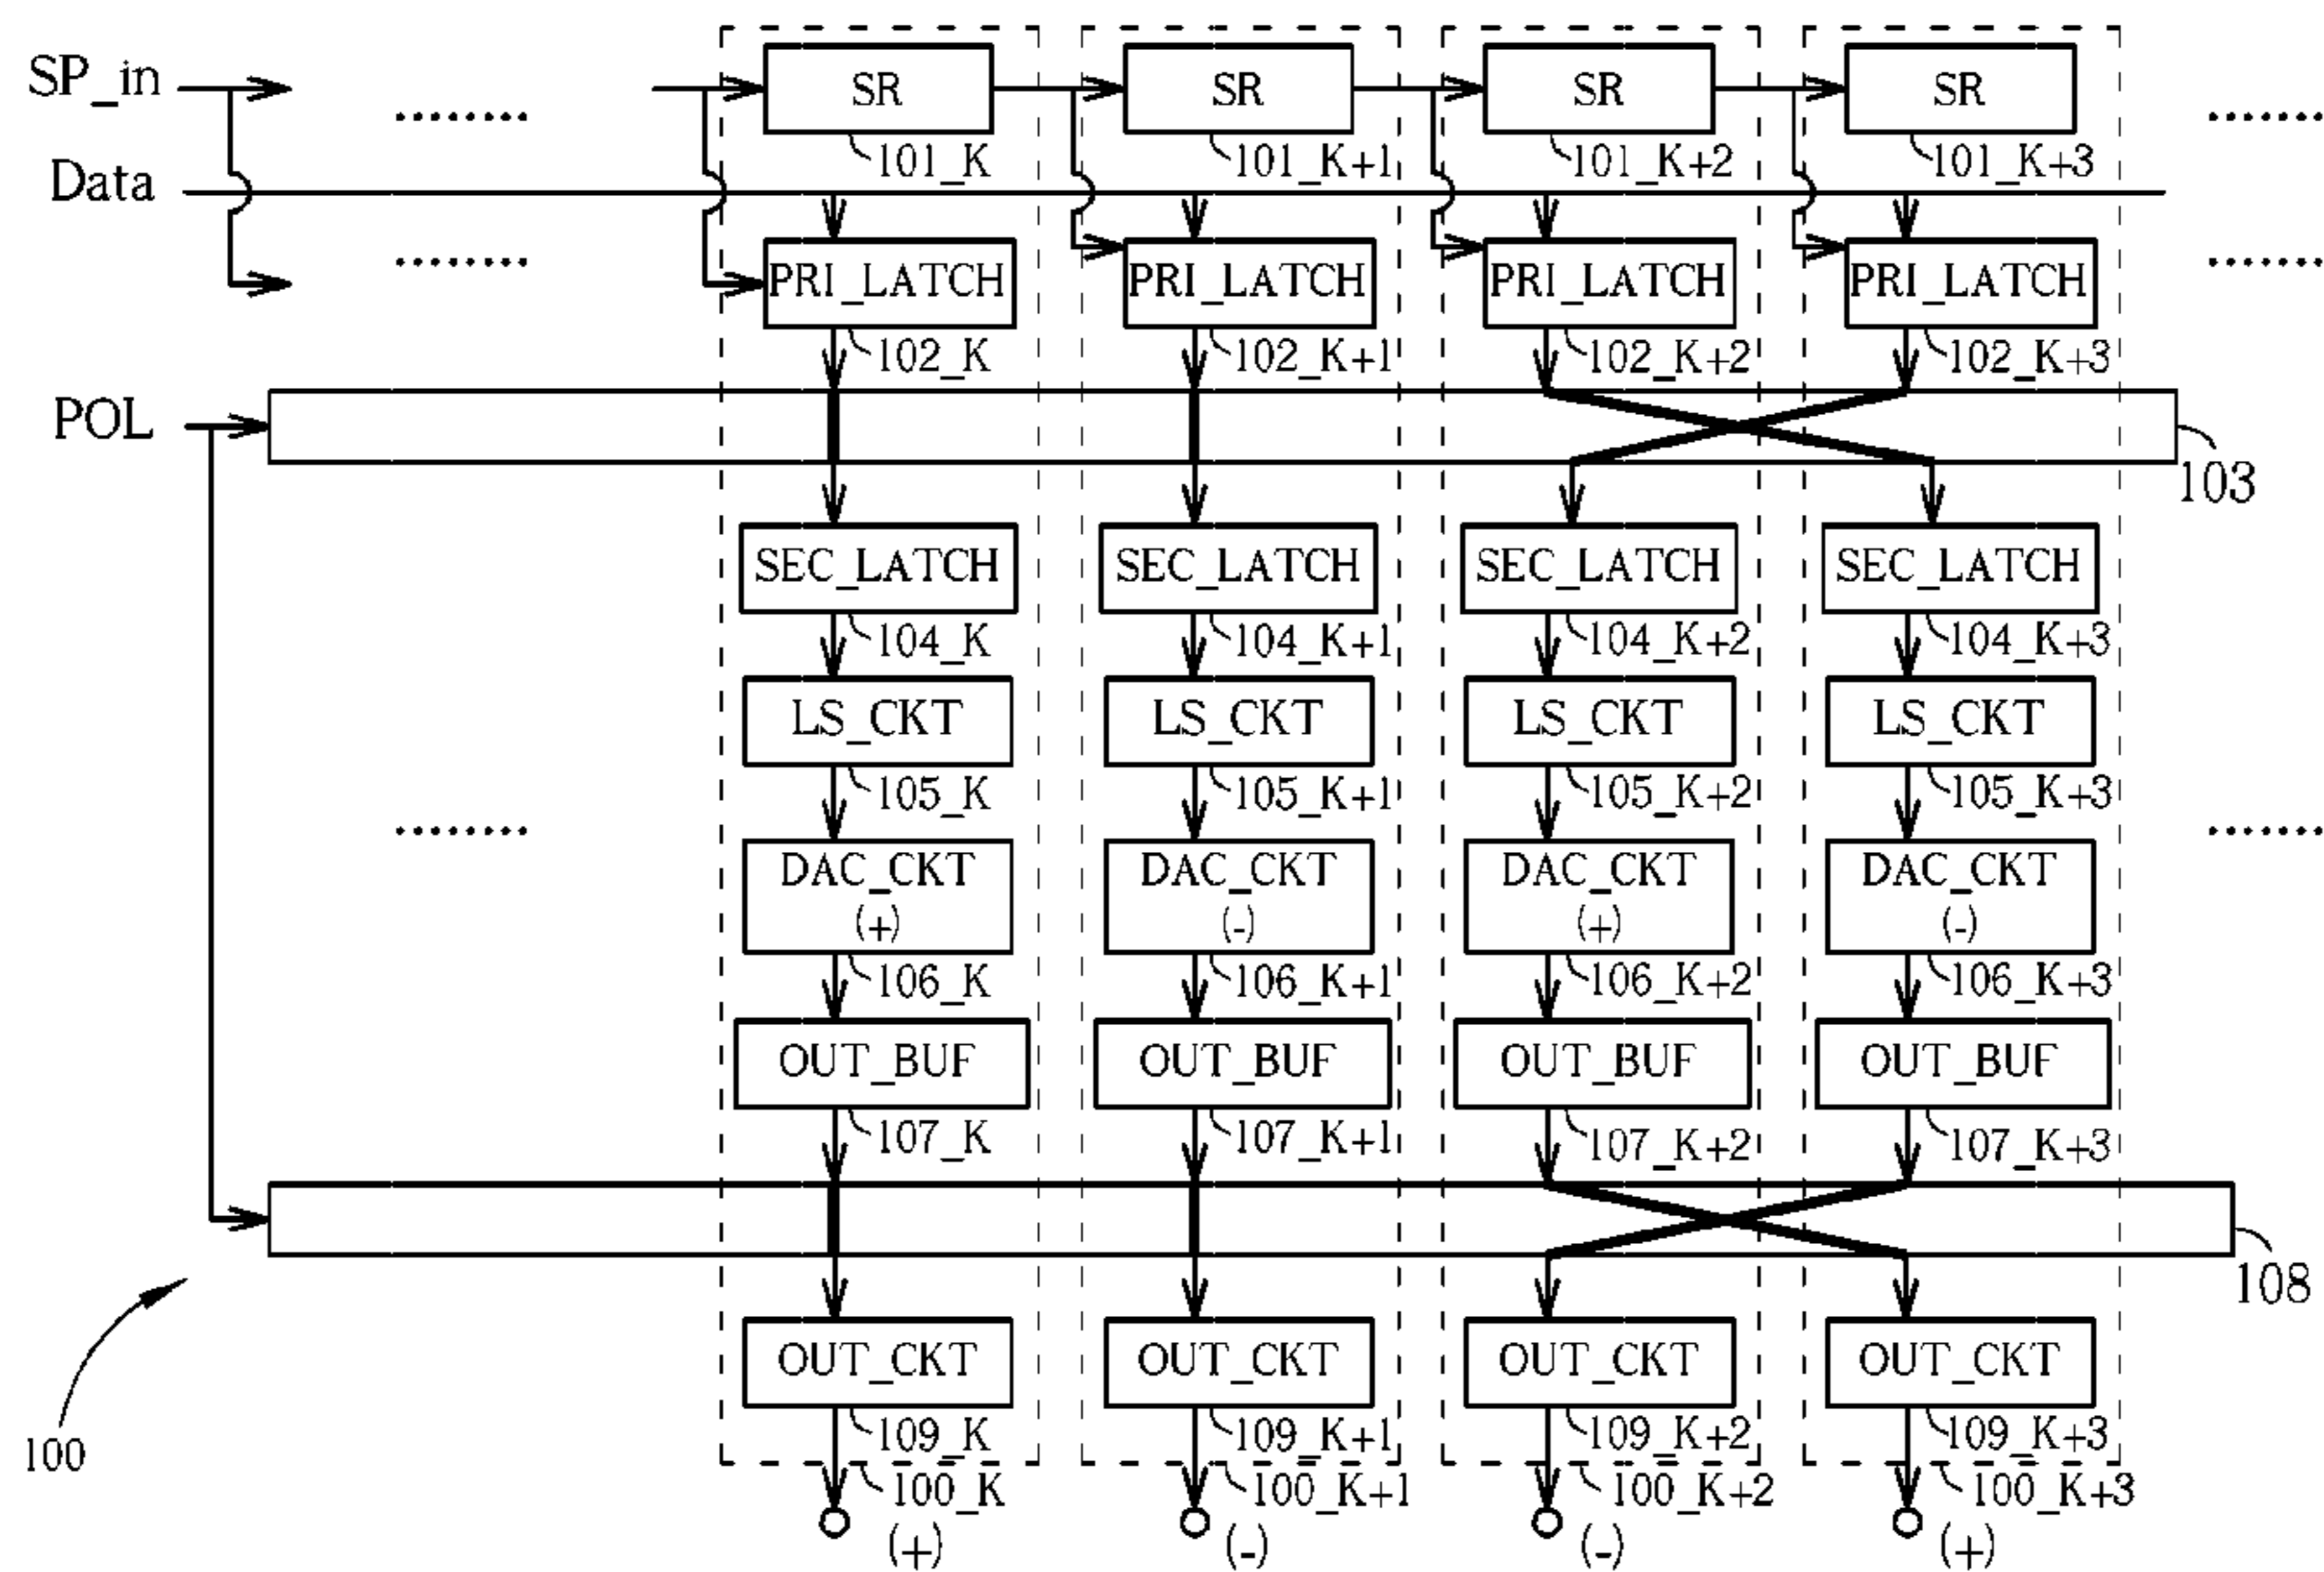 SP_in
SR
SR
SR
SR
101_K
101_K+1
101_K+2
101_K+3
Data
PRI_LATCH
PRI_LATCH
PRI_LATCH
PRI_LATCH
102_K
102_K+1
102_K+2
102_K+3
POL
103
SEC_LATCH
SEC_LATCH
SEC_LATCH
SEC_LATCH
104_K
104_K+1
104_K+2
104_K+3
LS_CKT
LS_CKT
LS_CKT
LS_CKT
105_K
105_K+1
105_K+2
105_K+3
DAC_CKT
(+)
DAC_CKT
(-)
DAC_CKT
(+)
DAC_CKT
(-)
106_K
106_K+1
106_K+2
106_K+3
OUT_BUF
OUT_BUF
OUT_BUF
OUT_BUF
107_K
107_K+1
107_K+2
107_K+3
108
OUT_CKT
OUT_CKT
OUT_CKT
OUT_CKT
109_K
109_K+1
109_K+2
109_K+3
100
100_K
100_K+1
100_K+2
100_K+3
(+)
(-)
(-)
(+)